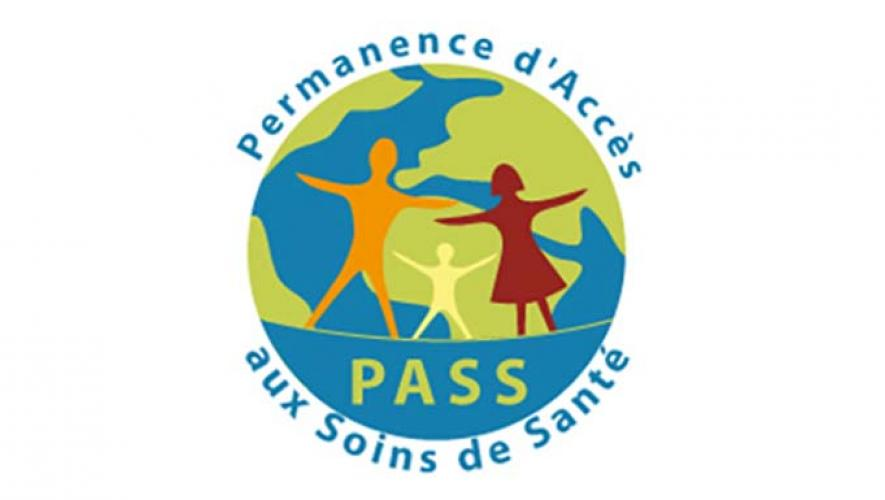 Permanence d'Accès
PASS
aux Soins de Santé